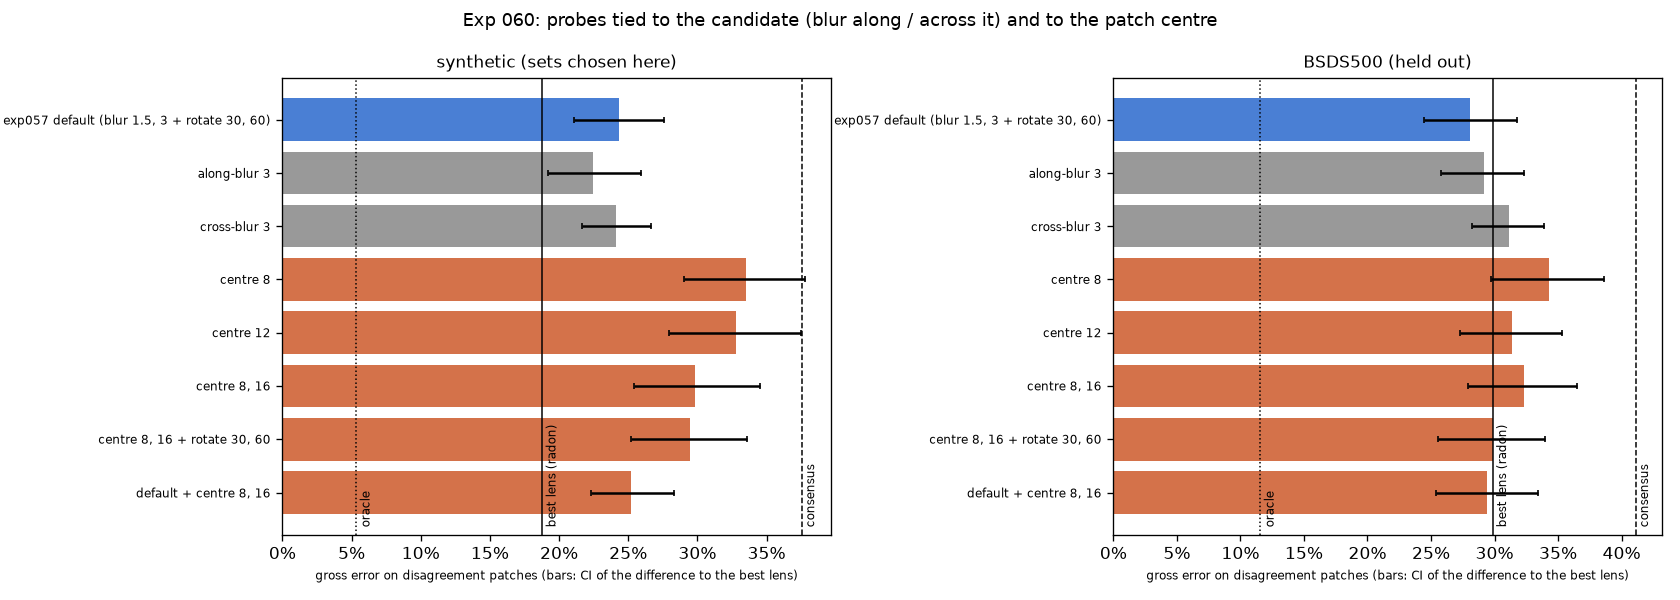 Exp 060: probes tied to the candidate (blur along / across it) and to the patch centre
synthetic (sets chosen here)
exp057 default (blur 1.5, 3 + rotate 30, 60)
along-blur 3
cross-blur 3
centre 8
centre 12
centre 8, 16
centre 8, 16 + rotate 30, 60
default + centre 8, 16
oracle
best lens (radon)
consensus
0% 5% 10% 15% 20% 25% 30% 35%
gross error on disagreement patches (bars: CI of the difference to the best lens)
BSDS500 (held out)
exp057 default (blur 1.5, 3 + rotate 30, 60)
along-blur 3
cross-blur 3
centre 8
centre 12
centre 8, 16
centre 8, 16 + rotate 30, 60
default + centre 8, 16
oracle
best lens (radon)
consensus
0% 5% 10% 15% 20% 25% 30% 35% 40%
gross error on disagreement patches (bars: CI of the difference to the best lens)